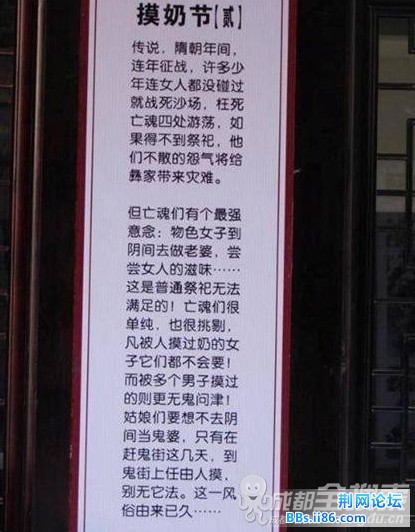 摸奶节【贰】
传说，隋朝年间，
连年征战，许多少
年连女人都没碰过
就战死沙场，枉死
亡魂四处游荡，如
果得不到祭祀，他
们不散的怨气将给
彝家带来灾难。
但亡魂们有个最强
意念：物色女子到
阴间去做老婆，尝
尝女人的滋味……
这是普通祭祀无法
满足的！亡魂们很
单纯，也很挑剔，
凡被人摸过奶的女
子它们都不会要！
而被多个男子摸过
的则更无鬼问津！
姑娘们要想不去阴
间当鬼婆，只有在
赶鬼街这几天，到
鬼街上任由人摸，
别无它法。这一风
俗由来已久……
成都全搜索
荆网论坛
BBs.ii86.com